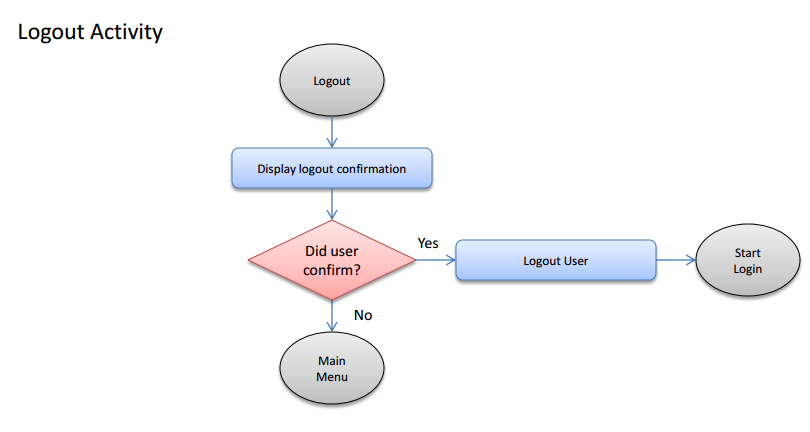 Logout Activity
Logout
Display logout confirmation
Did user
confirm?
Yes
Logout User
Start
Login
No
Main
Menu